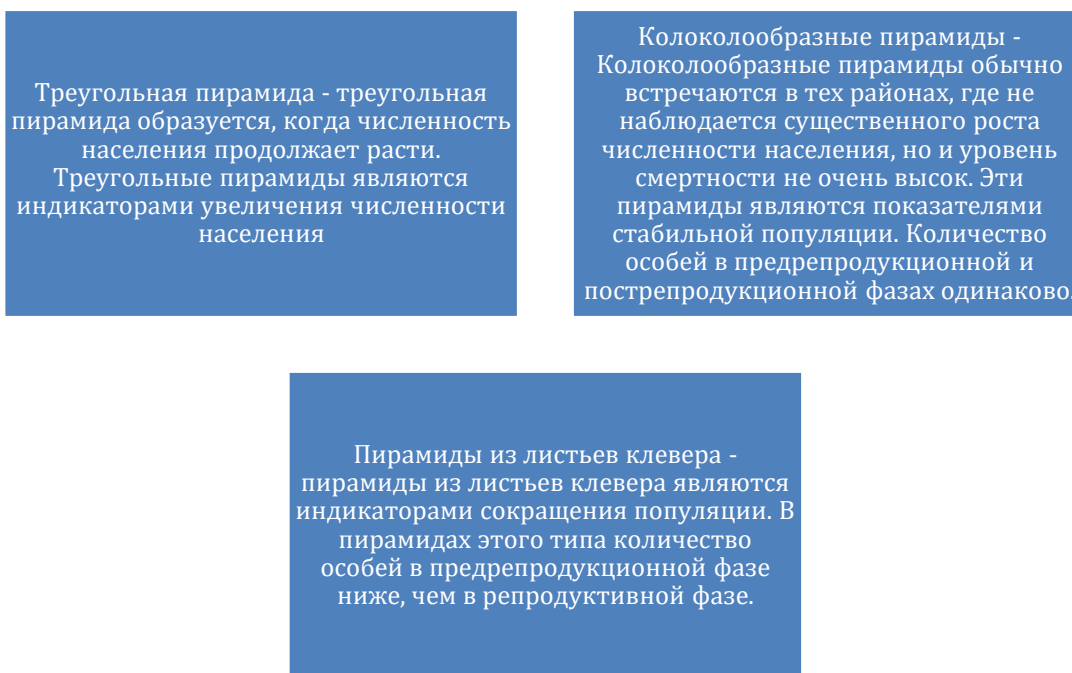 Треугольная пирамида - треугольная
пирамида образуется, когда численность
населения продолжает расти.
Треугольные пирамиды являются
индикаторами увеличения численности
населения
Колоколообразные пирамиды -
Колоколообразные пирамиды обычно
встречаются в тех районах, где не
наблюдается существенного роста
численности населения, но и уровень
смертности не очень высок. Эти
пирамиды являются показателями
стабильной популяции. Количество
особей в предрепродукционной и
пострепродукционной фазах одинаково.
Пирамиды из листьев клевера -
пирамиды из листьев клевера являются
индикаторами сокращения популяции. В
пирамидах этого типа количество
особей в предрепродукционной фазе
ниже, чем в репродуктивной фазе.